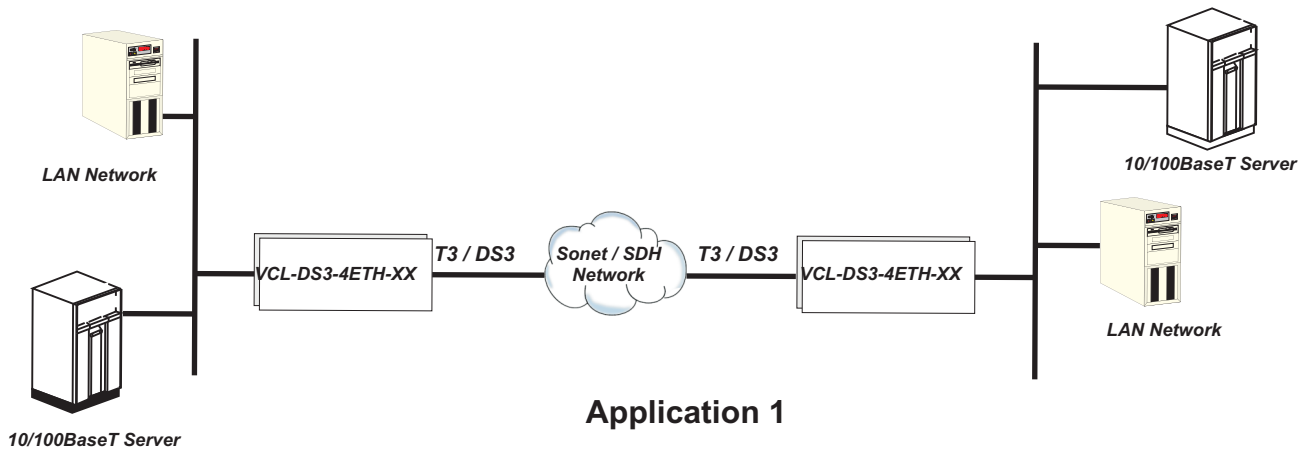 10/100BaseT Server
LAN Network
T3 / DS3
Sonet / SDH
Network
T3 / DS3
VCL-DS3-4ETH-XX
VCL-DS3-4ETH-XX
LAN Network
Application 1
10/100BaseT Server